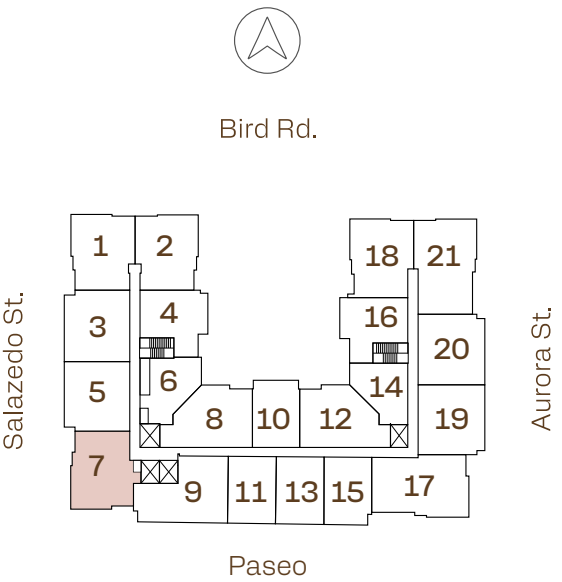 Bird Rd.
1 2 18 21
3 4 16 20
5 6 14 19
8 10 12
7 9 11 13 15 17
Salazedo St.
Aurora St.
Paseo